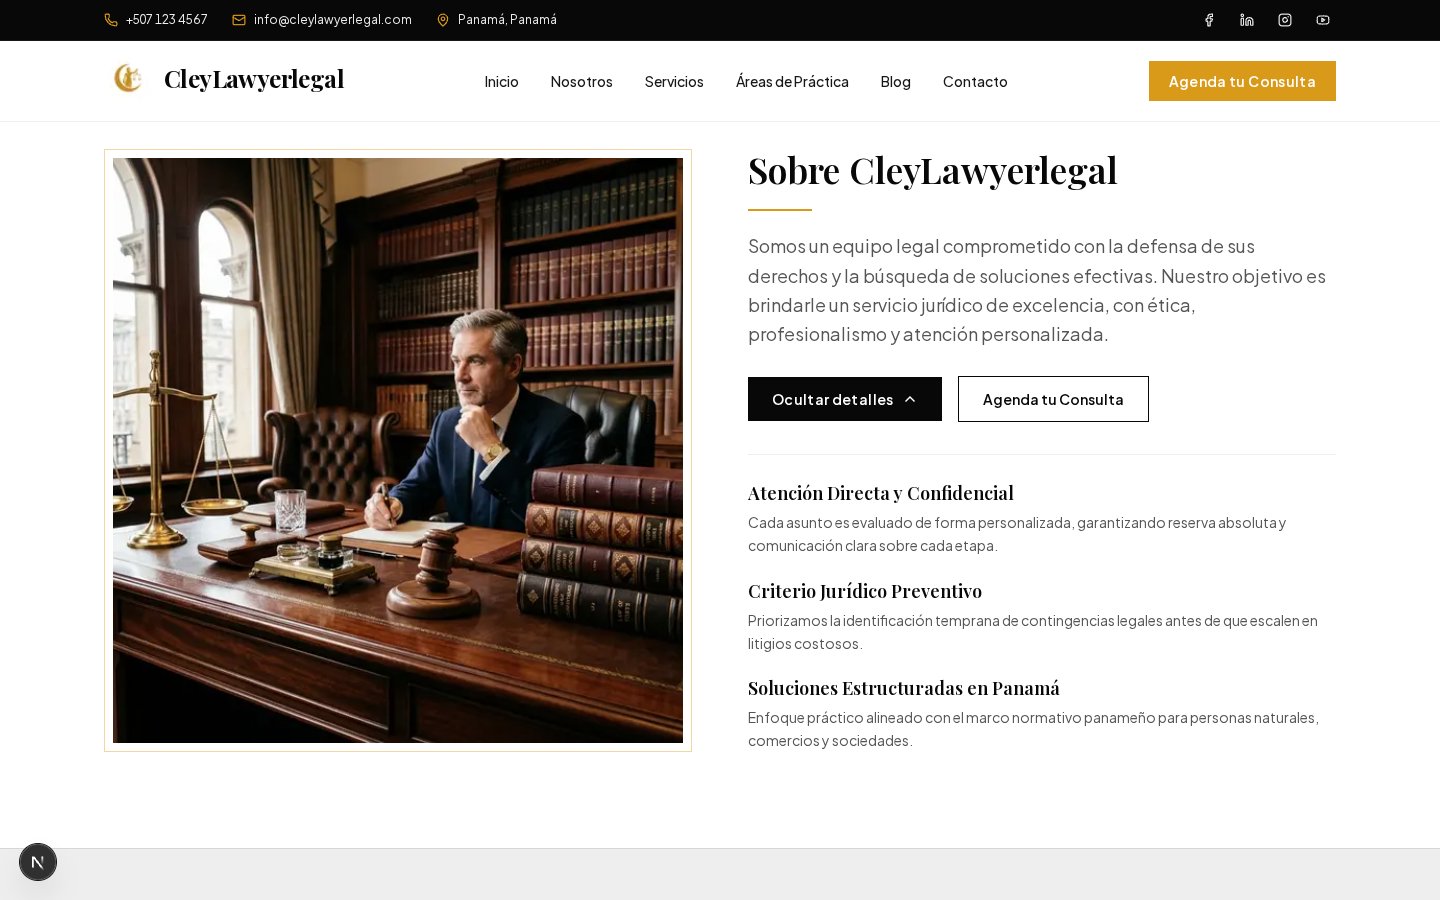 +507 123 4567
info@cleylawyerlegal.com
Panamá, Panamá
CleyLawyerlegal
Inicio
Nosotros
Servicios
Áreas de Práctica
Blog
Contacto
Agenda tu Consulta
Sobre CleyLawyerlegal
Somos un equipo legal comprometido con la defensa de sus
derechos y la búsqueda de soluciones efectivas. Nuestro objetivo es
brindarle un servicio jurídico de excelencia, con ética,
profesionalismo y atención personalizada.
Ocultar detalles
Agenda tu Consulta
Atención Directa y Confidencial
Cada asunto es evaluado de forma personalizada, garantizando reserva absoluta y
comunicación clara sobre cada etapa.
Criterio Jurídico Preventivo
Priorizamos la identificación temprana de contingencias legales antes de que escalen en
litigios costosos.
Soluciones Estructuradas en Panamá
Enfoque práctico alineado con el marco normativo panameño para personas naturales,
comercios y sociedades.
N